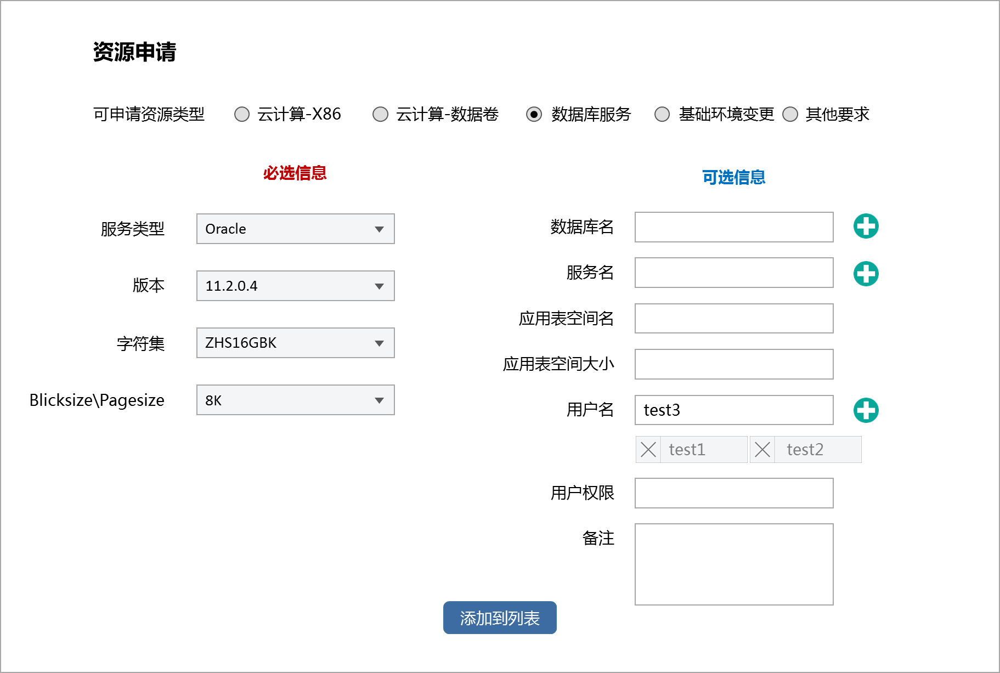 资源申请
可申请资源类型 云计算-X86 云计算-数据卷 数据库服务 基础环境变更 其他要求
必选信息
服务类型 Oracle
版本 11.2.0.4
字符集 ZHS16GBK
Blicksize\Pagesize 8K
可选信息
数据库名
服务名
应用表空间名
应用表空间大小
用户名 test3
test1 test2
用户权限
备注
添加到列表